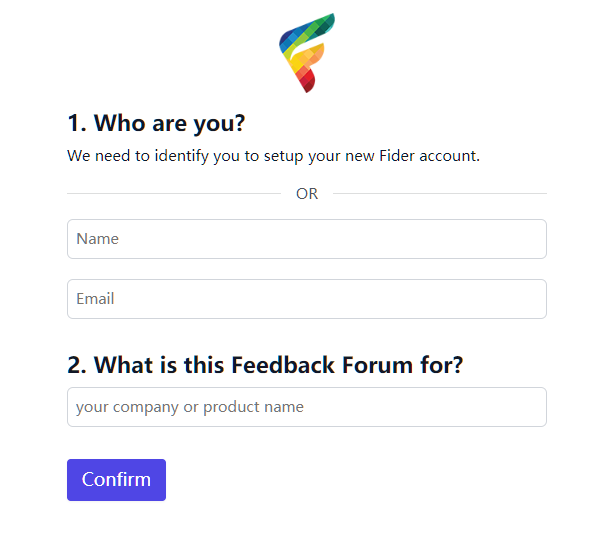 1. Who are you?
We need to identify you to setup your new Fider account.
OR
Name
Email
2. What is this Feedback Forum for?
your company or product name
Confirm